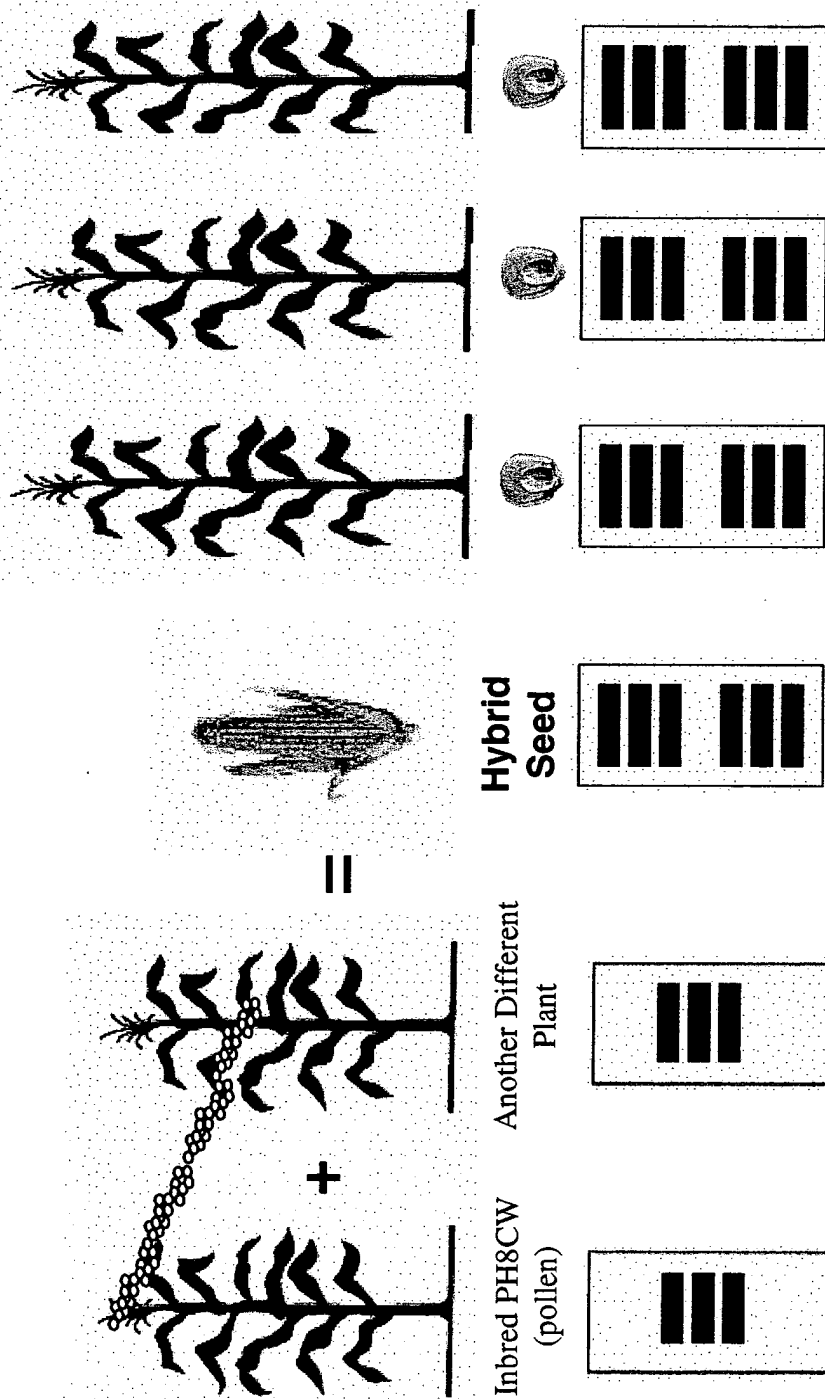 +
=
Inbred PH8CW
(pollen)
Another Different
Plant
Hybrid
Seed